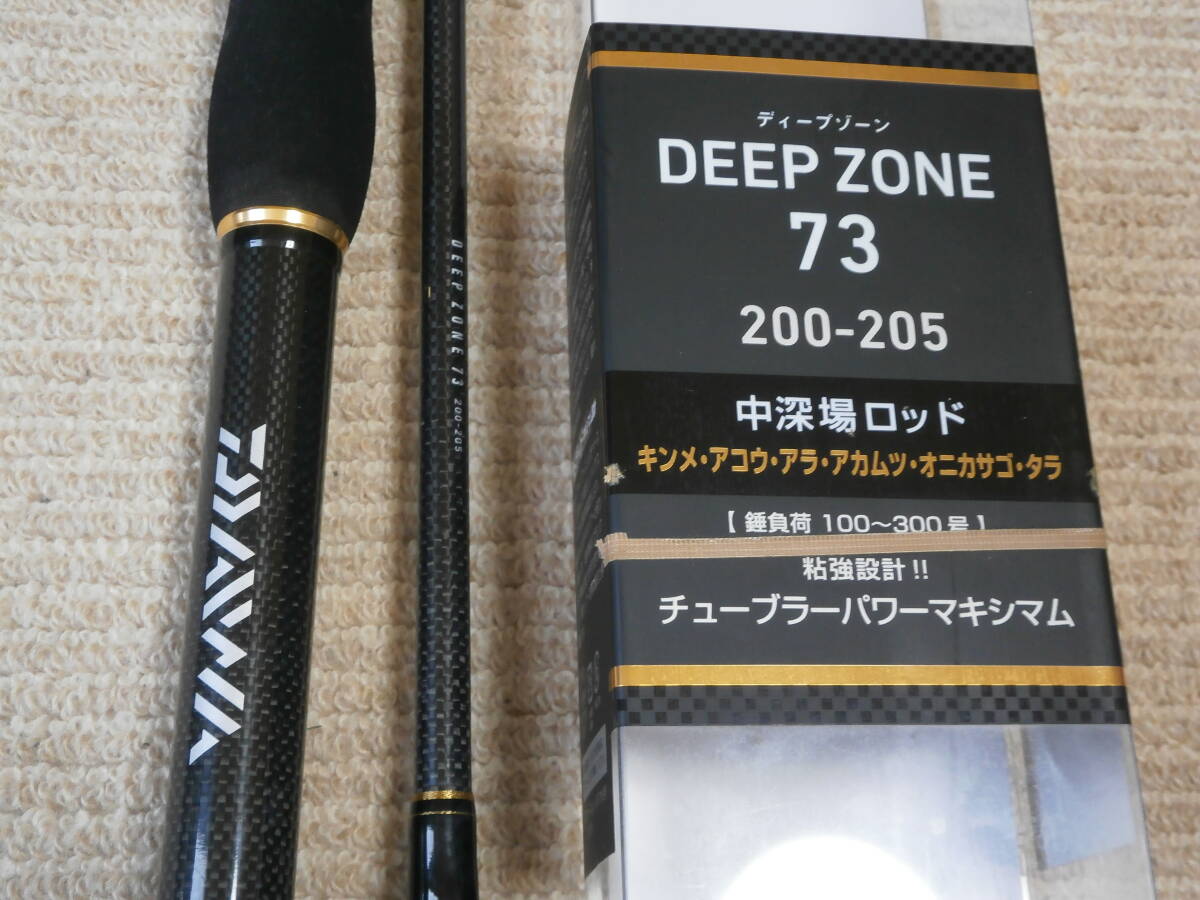 DAIWA
DEEP ZONE 73 200-205
ディープゾーン
DEEP ZONE
73
200-205
中深場ロッド
キンメ・アコウ・アラ・アカムツ・オニカサゴ・タラ
【 錘負荷 100〜300号 】
粘強設計!!
チューブラーパワーマキシマム